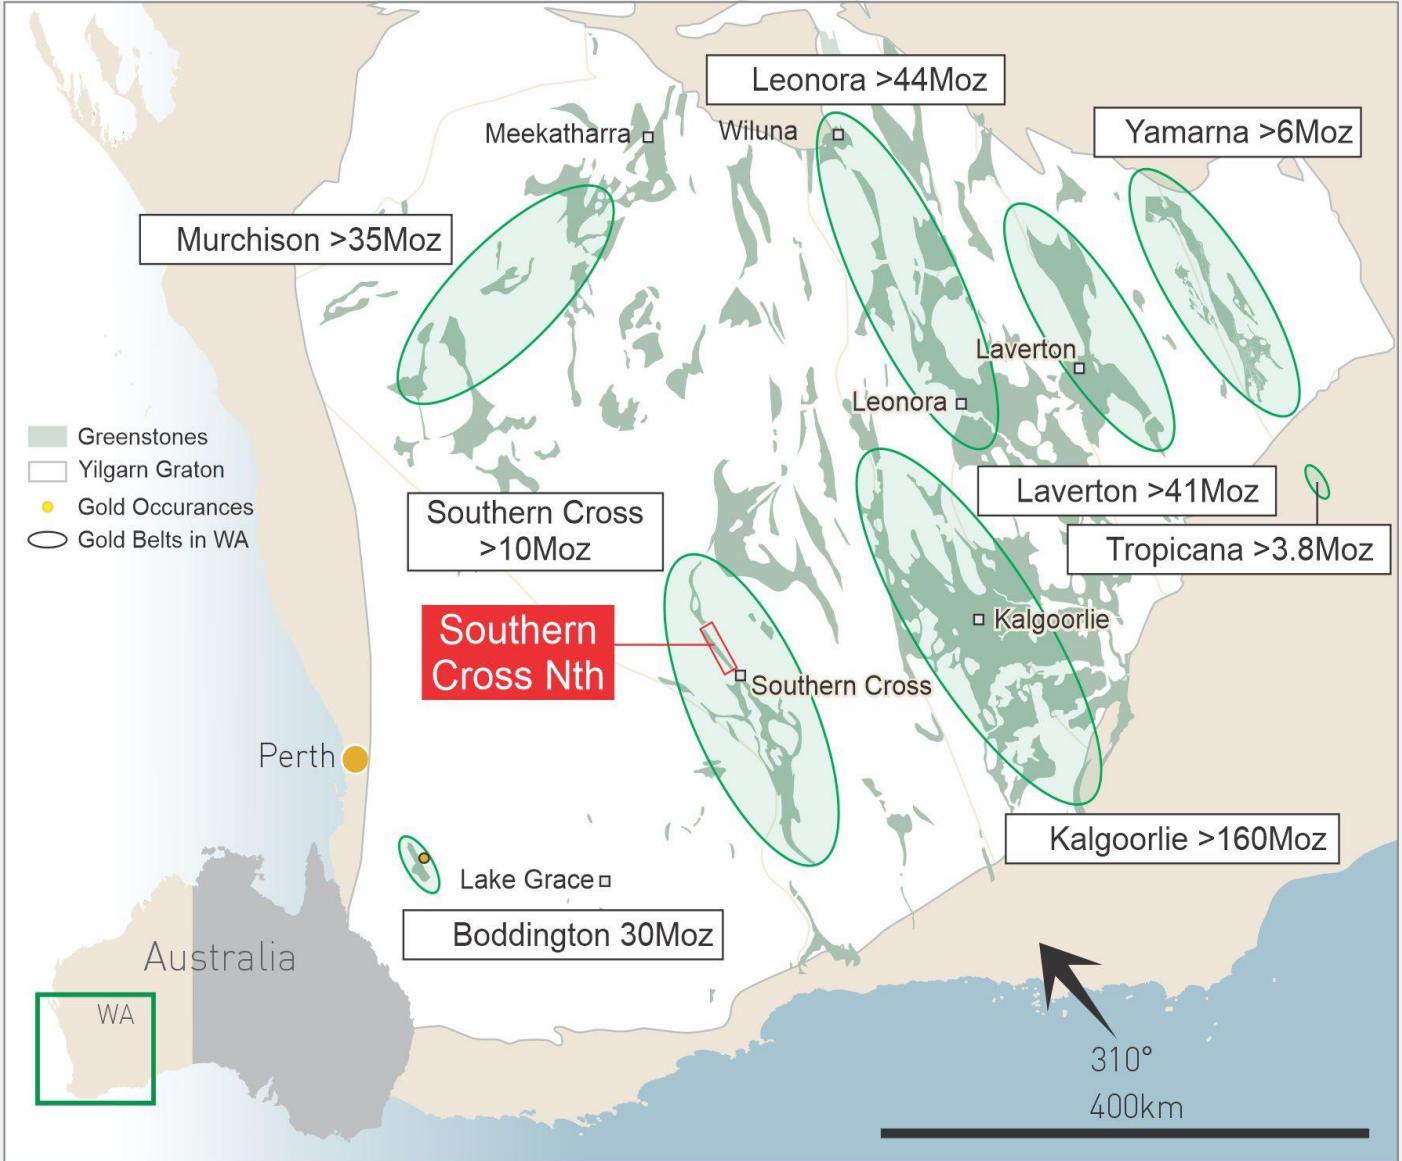 Leonora >44Moz
Meekatharra
Wiluna
Yamarna >6Moz
Murchison >35Moz
Laverton
Leonora
Greenstones
Yilgarn Graton
Gold Occurances
Gold Belts in WA
Southern Cross
>10Moz
Laverton >41Moz
Tropicana >3.8Moz
Southern
Cross Nth
Kalgoorlie
Southern Cross
Perth
Kalgoorlie >160Moz
Lake Grace
Boddington 30Moz
Australia
WA
310°
400km